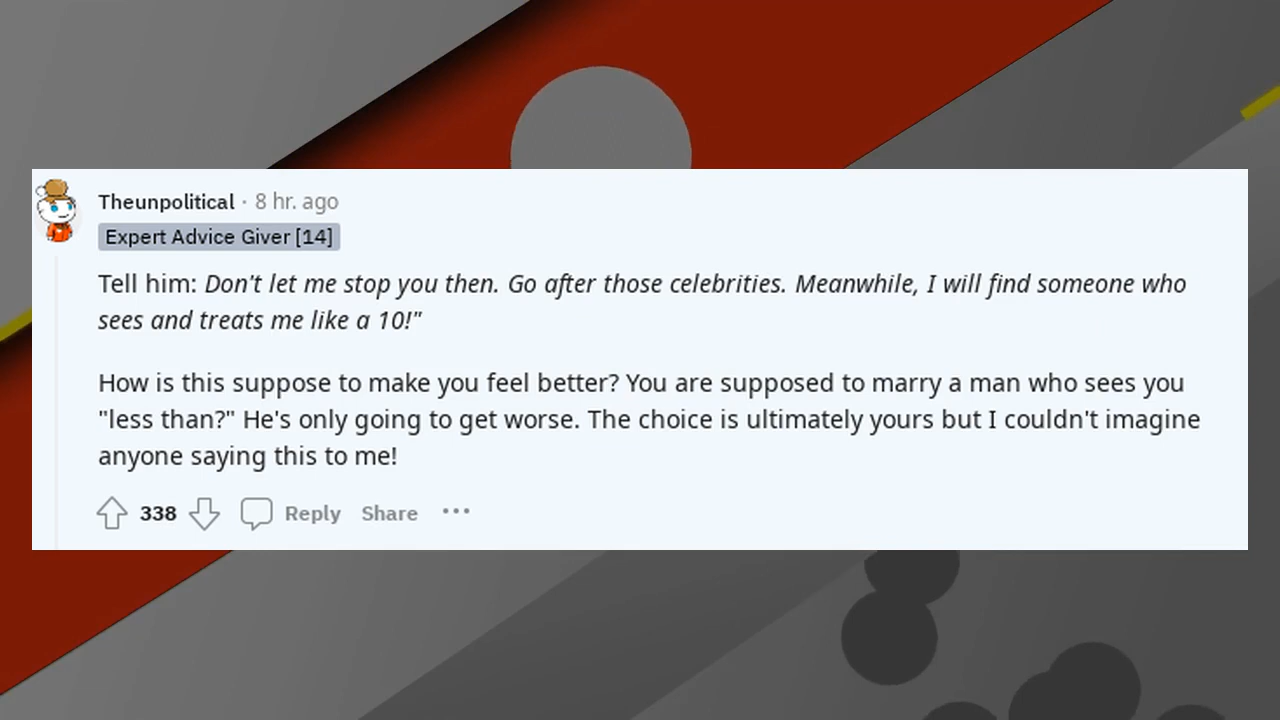 Theunpolitical · 8 hr. ago
Expert Advice Giver [14]
Tell him: Don't let me stop you then. Go after those celebrities. Meanwhile, I will find someone who
sees and treats me like a 10!"
How is this suppose to make you feel better? You are supposed to marry a man who sees you
"less than?" He's only going to get worse. The choice is ultimately yours but I couldn't imagine
anyone saying this to me!
338 Reply Share ···